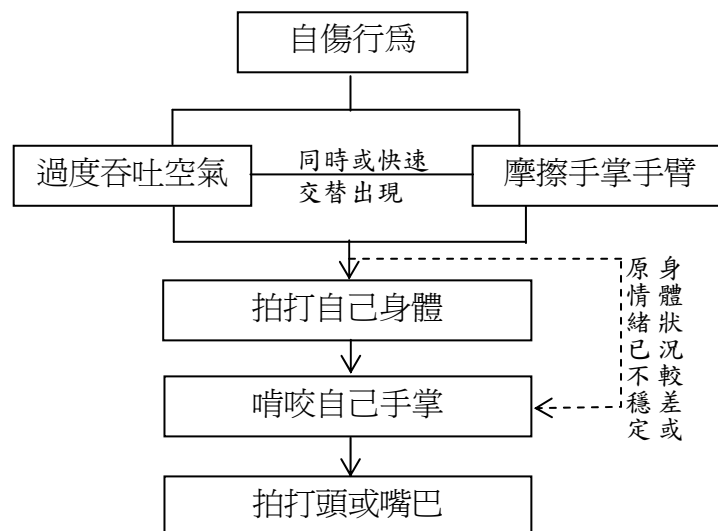 自傷行為
過度吞吐空氣
同時或快速
交替出現
摩擦手掌手臂
身體狀況較差或
原情緒已不穩定
拍打自己身體
啃咬自己手掌
拍打頭或嘴巴